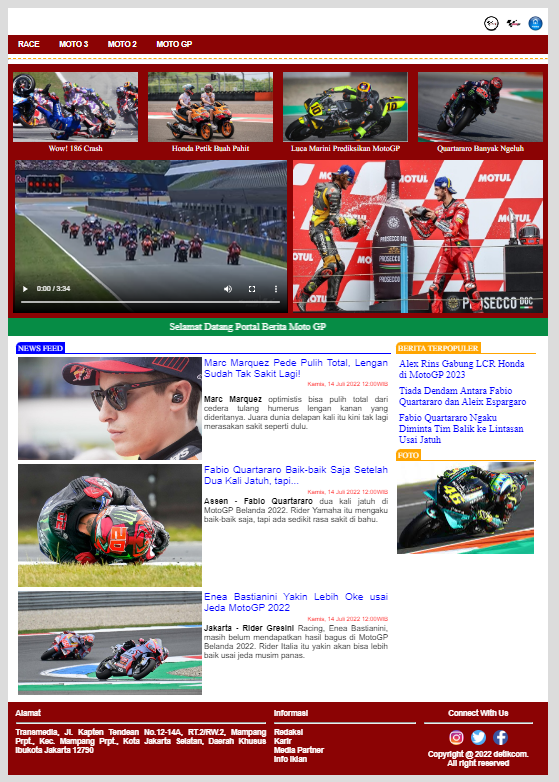 RACE MOTO 3 MOTO 2 MOTO GP
Wow! 186 Crash
Honda Petik Buah Pahit
Luca Marini Prediksikan MotoGP
Quartararo Banyak Ngeluh
0:00 / 3:34
MOTUL
MOTUL
PROSECCO DOC
PROSECCO DOC
Selamat Datang Portal Berita Moto GP
NEWS FEED
Marc Marquez Pede Pulih Total, Lengan
Sudah Tak Sakit Lagi!
Kamis, 14 Juli 2022 12:00WIB
Marc Marquez optimistis bisa pulih total dari
cedera tulang humerus lengan kanan yang
dideritanya. Juara dunia delapan kali itu kini tak lagi
merasakan sakit seperti dulu.
Fabio Quartararo Baik-baik Saja Setelah
Dua Kali Jatuh, tapi...
Kamis, 14 Juli 2022 12:00WIB
Assen - Fabio Quartararo dua kali jatuh di
MotoGP Belanda 2022. Rider Yamaha itu mengaku
baik-baik saja, tapi ada sedikit rasa sakit di bahu.
Enea Bastianini Yakin Lebih Oke usai
Jeda MotoGP 2022
Kamis, 14 Juli 2022 12:00WIB
Jakarta - Rider Gresini Racing, Enea Bastianini,
masih belum mendapatkan hasil bagus di MotoGP
Belanda 2022. Rider Italia itu yakin akan bisa lebih
baik usai jeda musim panas.
BERITA TERPOPULER
Alex Rins Gabung LCR Honda
di MotoGP 2023
Tiada Dendam Antara Fabio
Quartararo dan Aleix Espargaro
Fabio Quartararo Ngaku
Diminta Tim Balik ke Lintasan
Usai Jatuh
FOTO
46
Alamat
Transmedia, Jl. Kapten Tendean No.12-14A, RT.2/RW.2, Mampang
Prpt., Kec. Mampang Prpt., Kota Jakarta Selatan, Daerah Khusus
Ibukota Jakarta 12790
Informasi
Redaksi
Karir
Media Partner
Info Iklan
Connect With Us
Copyright @ 2022 detikcom.
All right reserved